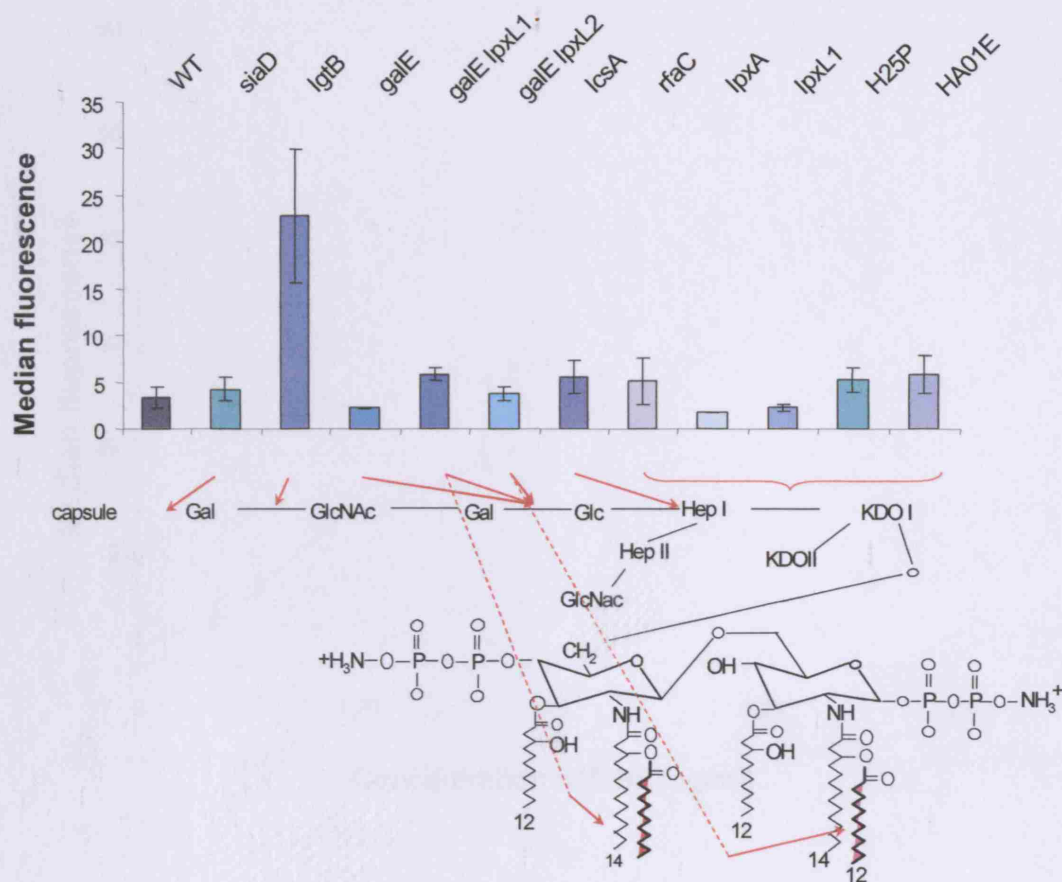 WT siaD lgtB galE galE lpxL1 galE lpxL2 lcsA rfaC lpxA lpxL1 H25P HA01E
Median fluorescence
35
30
25
20
15
10
5
0
capsule Gal GlcNAc Gal Glc Hep I KDO I
Hep II KDOII
GlcNac
O
O O CH2 O O O
+H3N-O-P-O-P-O O HO O O-P-O-P-O-NH3+
O O O NH O NH O O
O OH O O OH O
O O
12 14 12 14 12